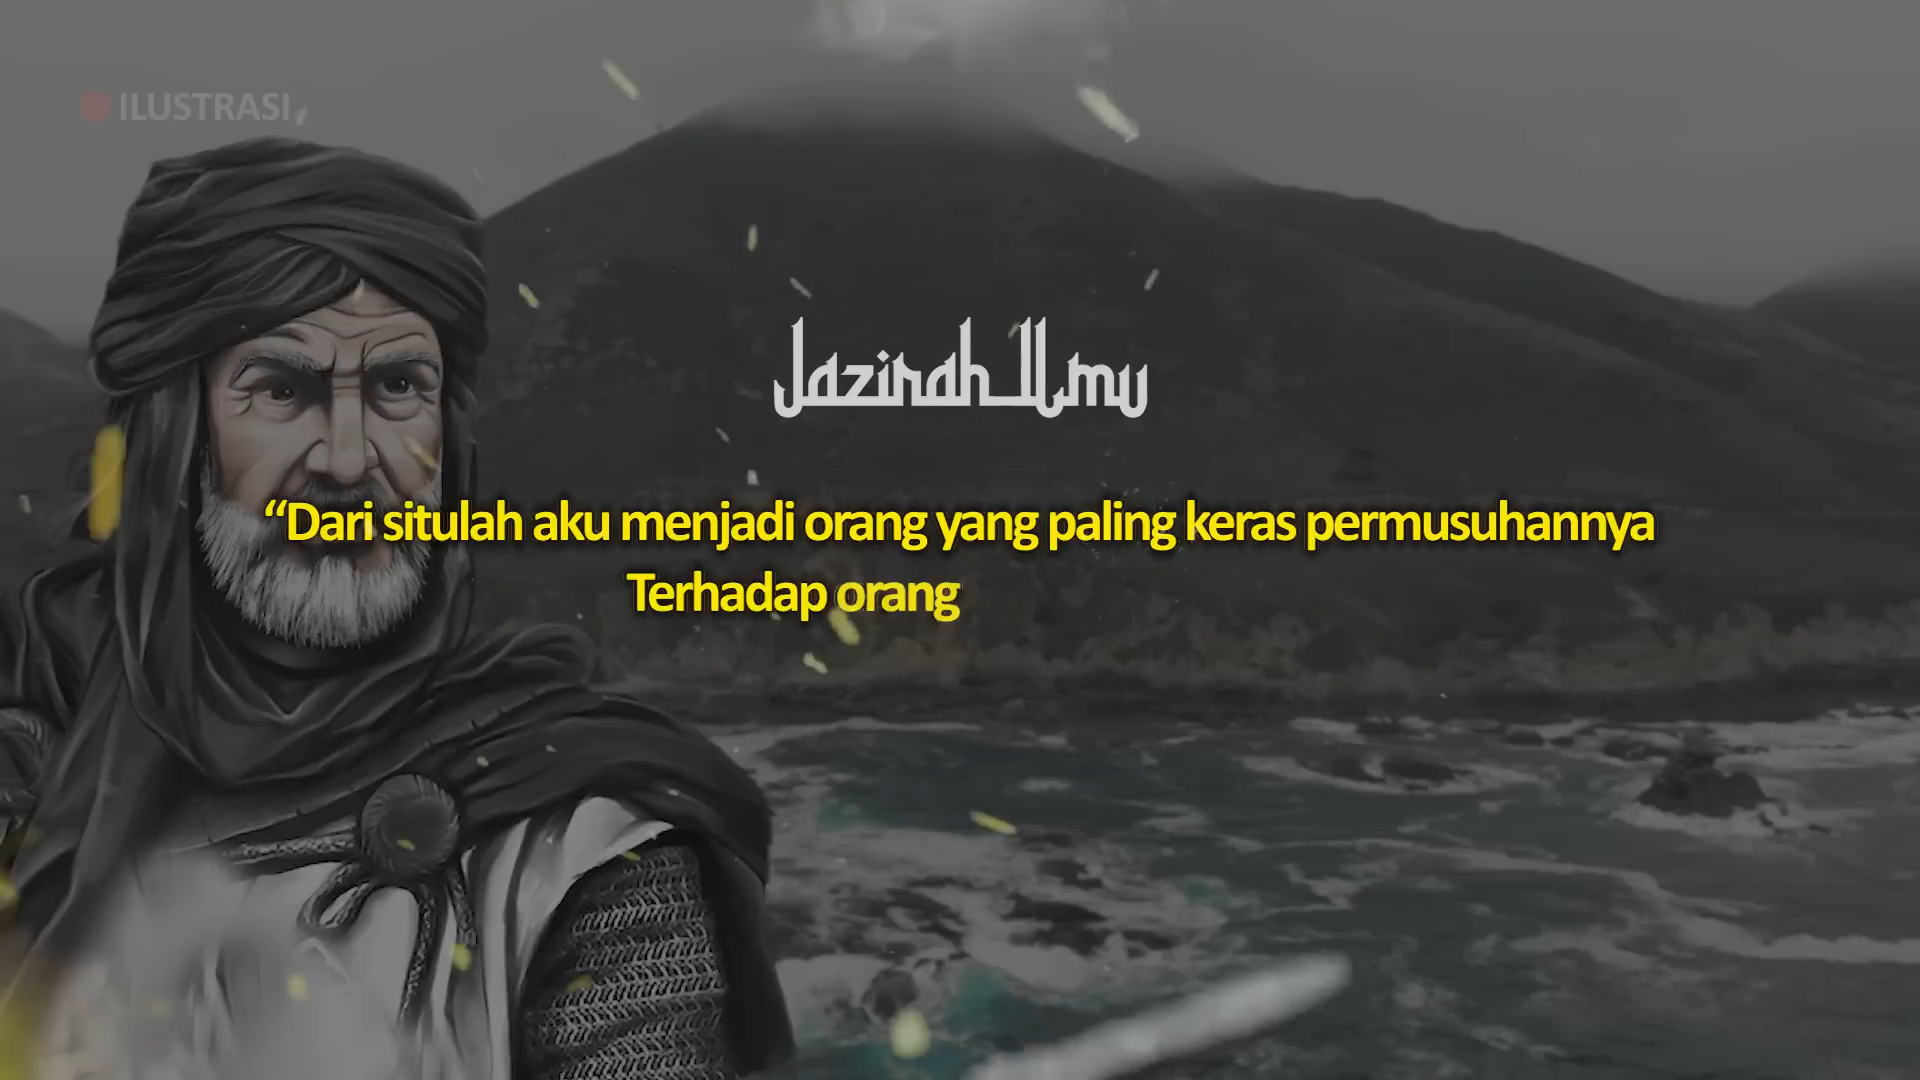 ILUSTRASI
Jazirah Ilmu
“Dari situlah aku menjadi orang yang paling keras permusuhannya
Terhadap orang